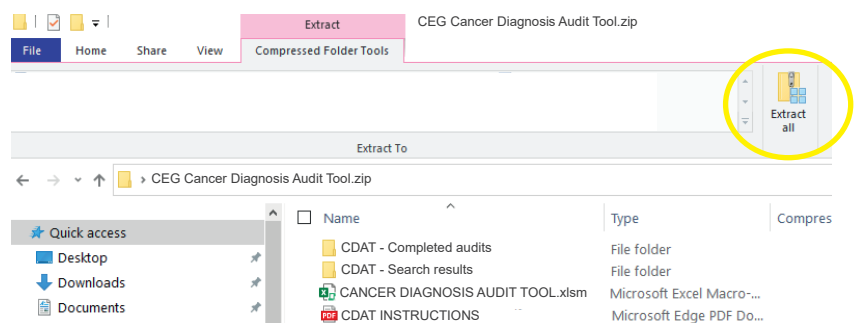 Extract CEG Cancer Diagnosis Audit Tool.zip
File Home Share View Compressed Folder Tools
Extract
all
Extract To
CEG Cancer Diagnosis Audit Tool.zip
Name Type Compres
Quick access
CDAT - Completed audits File folder
Desktop
CDAT - Search results File folder
Downloads
CANCER DIAGNOSIS AUDIT TOOL.xlsm Microsoft Excel Macro-...
Documents
PDF CDAT INSTRUCTIONS Microsoft Edge PDF Do...